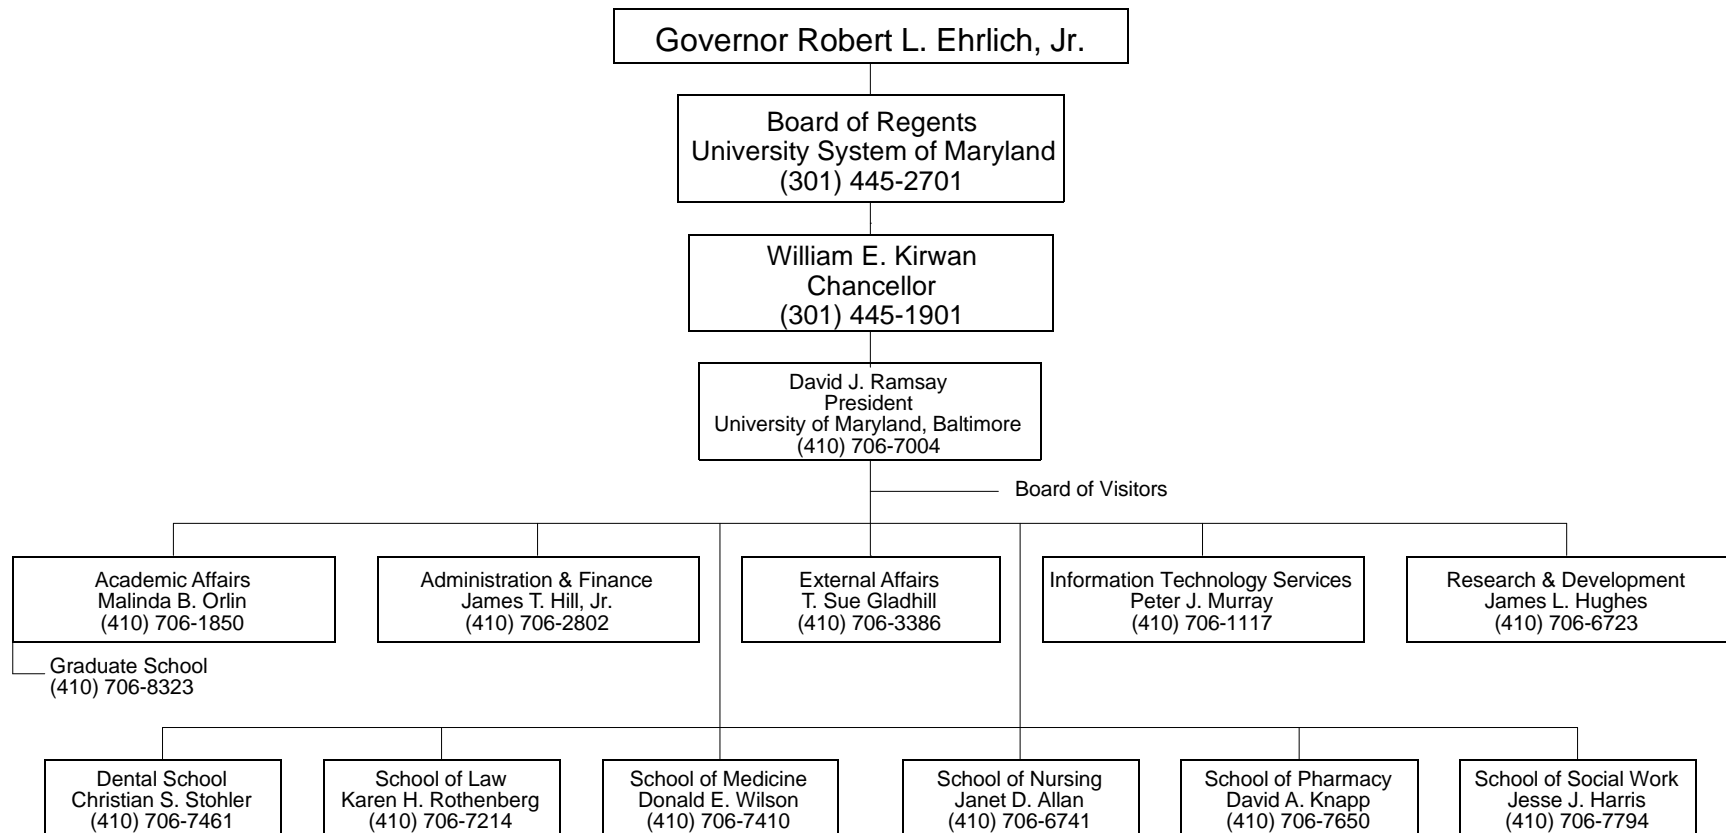 Governor Robert L. Ehrlich, Jr.
Board of Regents
University System of Maryland
(301) 445-2701
William E. Kirwan
Chancellor
(301) 445-1901
David J. Ramsay
President
University of Maryland, Baltimore
(410) 706-7004
Board of Visitors
Academic Affairs
Malinda B. Orlin
(410) 706-1850
Administration & Finance
James T. Hill, Jr.
(410) 706-2802
External Affairs
T. Sue Gladhill
(410) 706-3386
Information Technology Services
Peter J. Murray
(410) 706-1117
Research & Development
James L. Hughes
(410) 706-6723
Graduate School
(410) 706-8323
Dental School
Christian S. Stohler
(410) 706-7461
School of Law
Karen H. Rothenberg
(410) 706-7214
School of Medicine
Donald E. Wilson
(410) 706-7410
School of Nursing
Janet D. Allan
(410) 706-6741
School of Pharmacy
David A. Knapp
(410) 706-7650
School of Social Work
Jesse J. Harris
(410) 706-7794